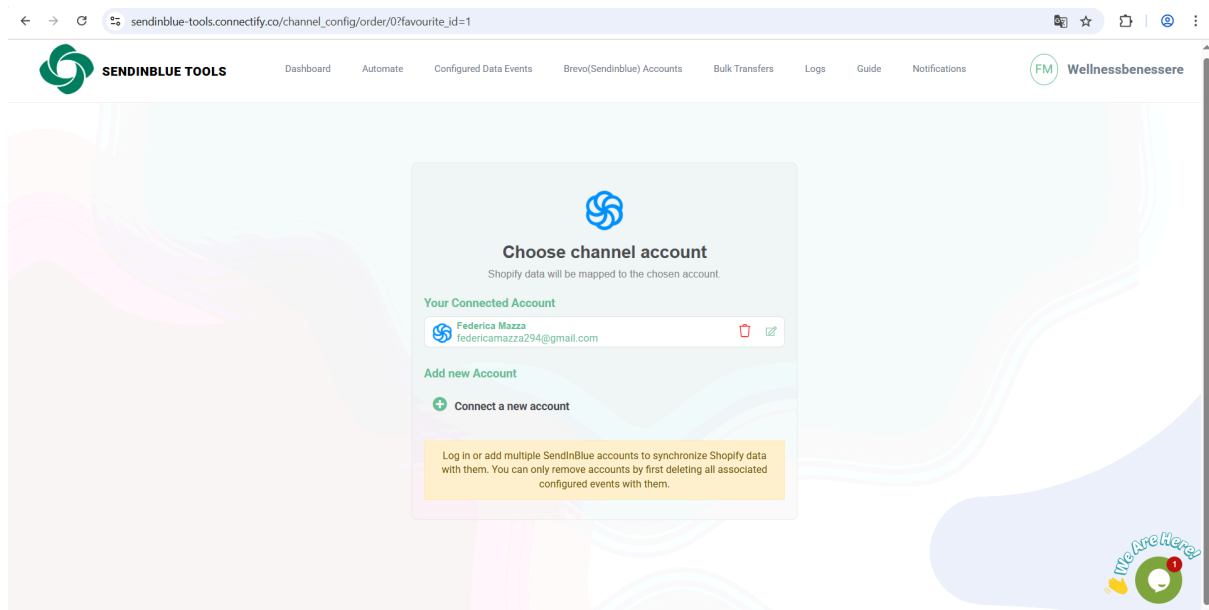 sendinblue-tools.connectify.co/channel_config/order/0?favourite_id=1
SENDINBLUE TOOLS
Dashboard
Automate
Configured Data Events
Brevo(Sendinblue) Accounts
Bulk Transfers
Logs
Guide
Notifications
FM
Wellnessbenessere
Choose channel account
Shopify data will be mapped to the chosen account.
Your Connected Account
Federica Mazza
federicamazza294@gmail.com
Add new Account
Connect a new account
Log in or add multiple SendInBlue accounts to synchronize Shopify data
with them. You can only remove accounts by first deleting all associated
configured events with them.
We Are Here!
1